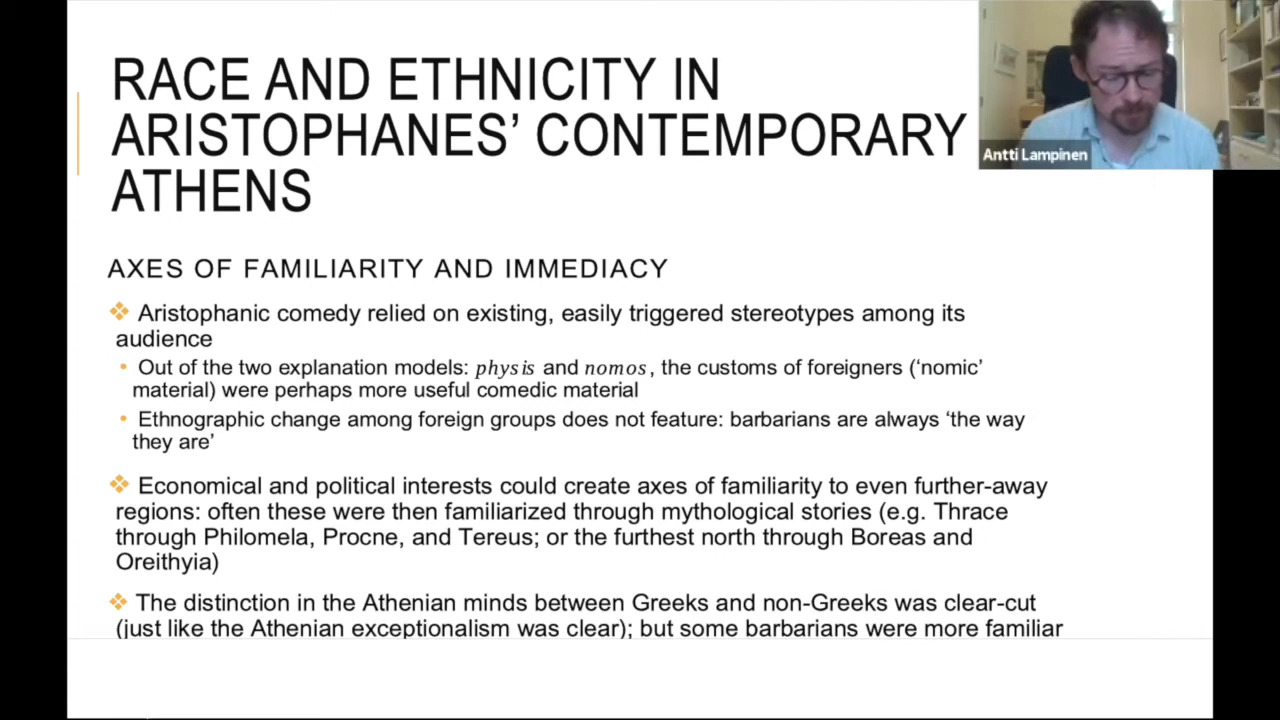 RACE AND ETHNICITY IN
ARISTOPHANES’ CONTEMPORARY
ATHENS
Antti Lampinen
AXES OF FAMILIARITY AND IMMEDIACY
❖ Aristophanic comedy relied on existing, easily triggered stereotypes among its
audience
• Out of the two explanation models: physis and nomos, the customs of foreigners (‘nomic’
material) were perhaps more useful comedic material
• Ethnographic change among foreign groups does not feature: barbarians are always ‘the way
they are’
❖ Economical and political interests could create axes of familiarity to even further-away
regions: often these were then familiarized through mythological stories (e.g. Thrace
through Philomela, Procne, and Tereus; or the furthest north through Boreas and
Oreithyia)
❖ The distinction in the Athenian minds between Greeks and non-Greeks was clear-cut
(just like the Athenian exceptionalism was clear); but some barbarians were more familiar